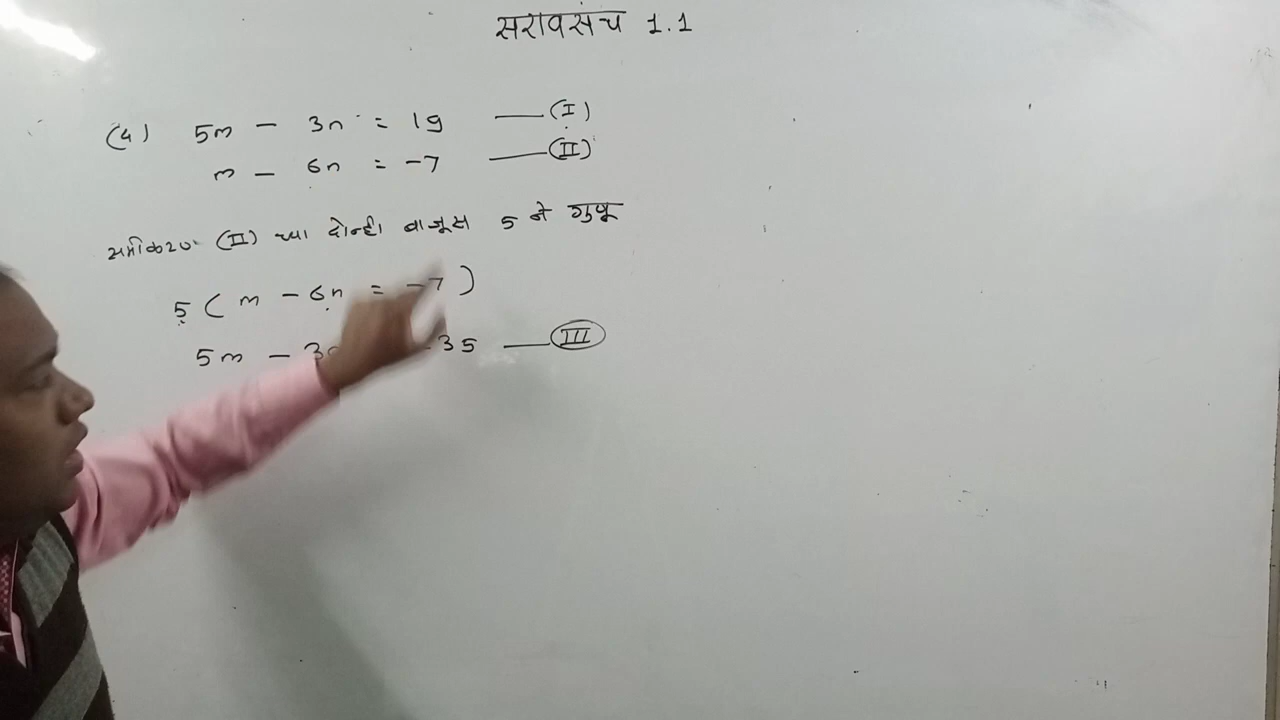 सरावसंच 1.1
(4) 5m - 3n = 19 —(I)
m - 6n = -7 —(II)
समीकरण (II) च्या दोन्ही बाजूस 5 ने गुणू
5 ( m - 6n = -7 )
5m - 3 -35 —(III)